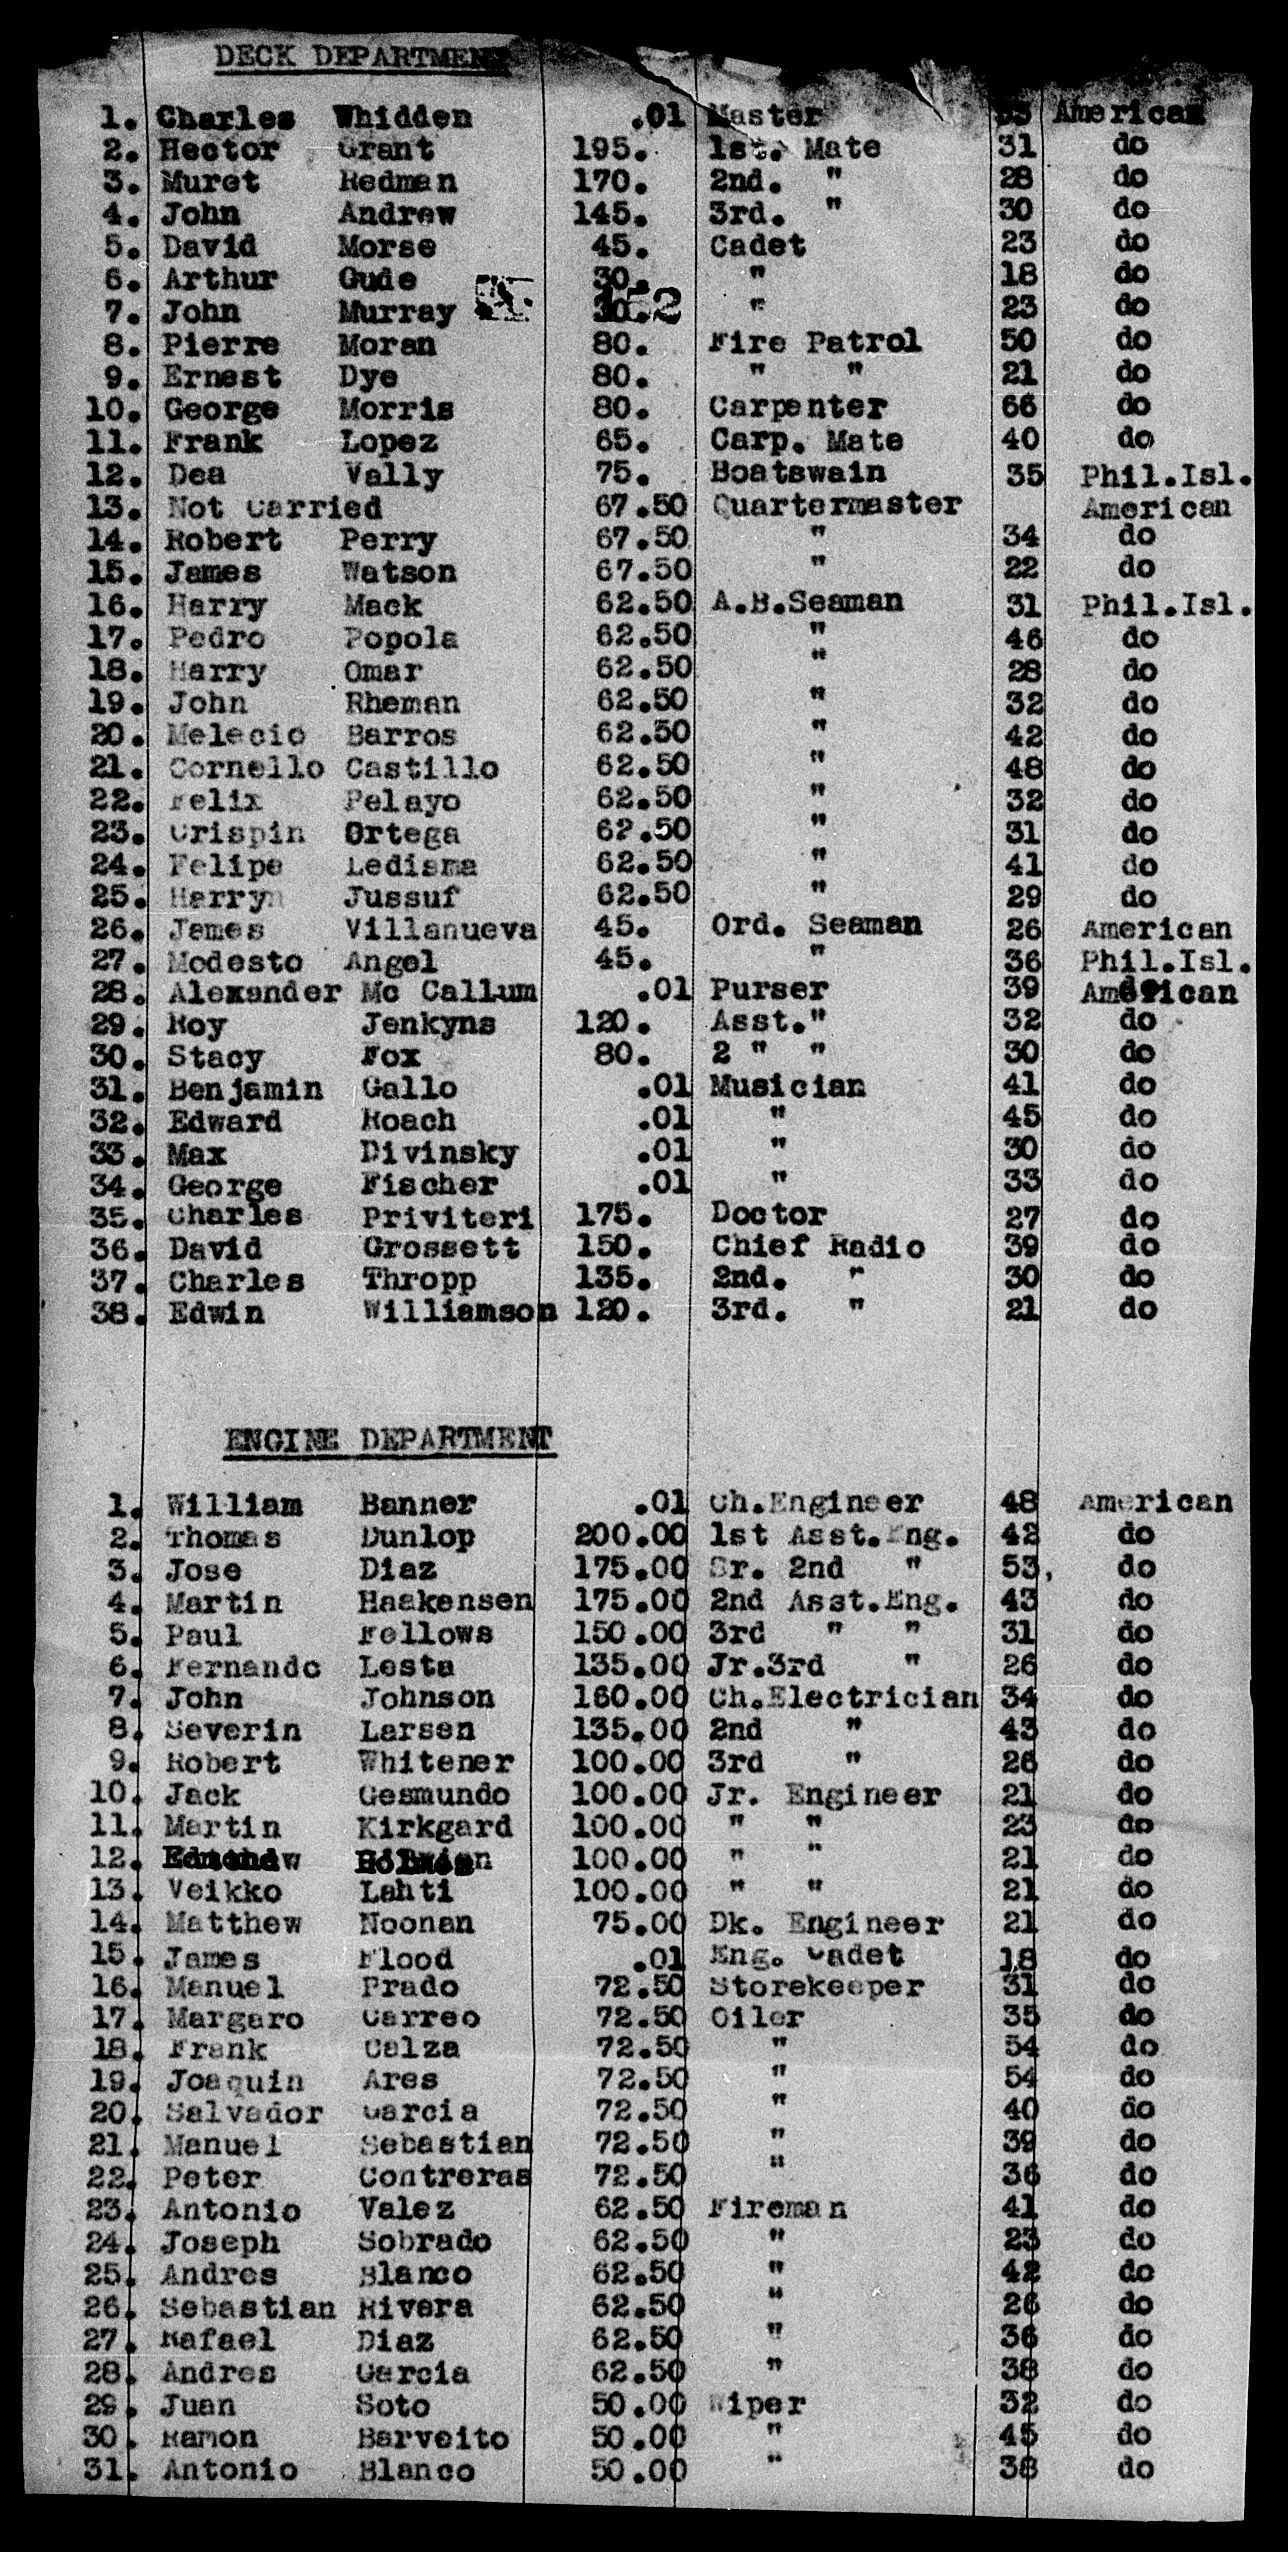 DECK DEPARTMENT
1. Charles Whidden .01 Master American
2. Hector Grant 195. 1st. Mate 31 do
3. Muret Redman 170. 2nd. " 28 do
4. John Andrew 145. 3rd. " 30 do
5. David Morse 45. Cadet 23 do
6. Arthur Gude 30. " 18 do
7. John Murray 30. " 23 do
8. Pierre Moran 80. Fire Patrol 50 do
9. Ernest Dye 80. " " 21 do
10. George Morris 80. Carpenter 66 do
11. Frank Lopez 65. Carp. Mate 40 do
12. Dea Vally 75. Boatswain 35 Phil.Isl.
13. Not Carried 67.50 Quartermaster American
14. Robert Perry 67.50 " 34 do
15. James Watson 67.50 " 22 do
16. Harry Mack 62.50 A.B.Seaman 31 Phil.Isl.
17. Pedro Popola 62.50 " 46 do
18. Harry Omar 62.50 " 28 do
19. John Rheman 62.50 " 32 do
20. Melecio Barros 62.50 " 42 do
21. Cornello Castillo 62.50 " 48 do
22. Felix Pelayo 62.50 " 32 do
23. Crispin Ortega 62.50 " 31 do
24. Felipe Ledisma 62.50 " 41 do
25. Harry Jussuf 62.50 " 29 do
26. James Villanueva 45. Ord. Seaman 26 American
27. Modesto Angel 45. " 36 Phil.Isl.
28. Alexander Mc Callum .01 Purser 39 American
29. Roy Jenkyns 120. Asst." 32 do
30. Stacy Fox 80. 2 " " 30 do
31. Benjamin Gallo .01 Musician 41 do
32. Edward Roach .01 " 45 do
33. Max Divinsky .01 " 30 do
34. George Fischer .01 " 33 do
35. Charles Priviteri 175. Doctor 27 do
36. David Grossett 150. Chief Radio 39 do
37. Charles Thropp 135. 2nd. " 30 do
38. Edwin Williamson 120. 3rd. " 21 do
ENGINE DEPARTMENT
1. William Banner .01 Ch.Engineer 48 American
2. Thomas Dunlop 200.00 1st Asst.Eng. 42 do
3. Jose Diaz 175.00 Sr. 2nd " 53, do
4. Martin Haakensen 175.00 2nd Asst.Eng. 43 do
5. Paul Fellows 150.00 3rd " " 31 do
6. Fernando Lesta 135.00 Jr.3rd " 26 do
7. John Johnson 160.00 Ch.Electrician 34 do
8. Severin Larsen 135.00 2nd " 43 do
9. Robert Whitener 100.00 3rd " 26 do
10. Jack Gesmundo 100.00 Jr. Engineer 21 do
11. Martin Kirkgard 100.00 " " 23 do
12. 100.00 " " 21 do
13. Veikko Lahti 100.00 " " 21 do
14. Matthew Noonan 75.00 Dk. Engineer 21 do
15. James Flood .01 Eng. Cadet 18 do
16. Manuel Prado 72.50 Storekeeper 31 do
17. Margaro Carreo 72.50 Oiler 35 do
18. Frank Calza 72.50 " 54 do
19. Joaquin Ares 72.50 " 54 do
20. Salvador Garcia 72.50 " 40 do
21. Manuel Sebastian 72.50 " 39 do
22. Peter Contreras 72.50 " 36 do
23. Antonio Valez 62.50 Fireman 41 do
24. Joseph Sobrado 62.50 " 23 do
25. Andres Blanco 62.50 " 42 do
26. Sebastian Rivera 62.50 " 26 do
27. Rafael Diaz 62.50 " 36 do
28. Andres Garcia 62.50 " 38 do
29. Juan Soto 50.00 Wiper 32 do
30. Ramon Barveito 50.00 " 45 do
31. Antonio Blanco 50.00 " 38 do